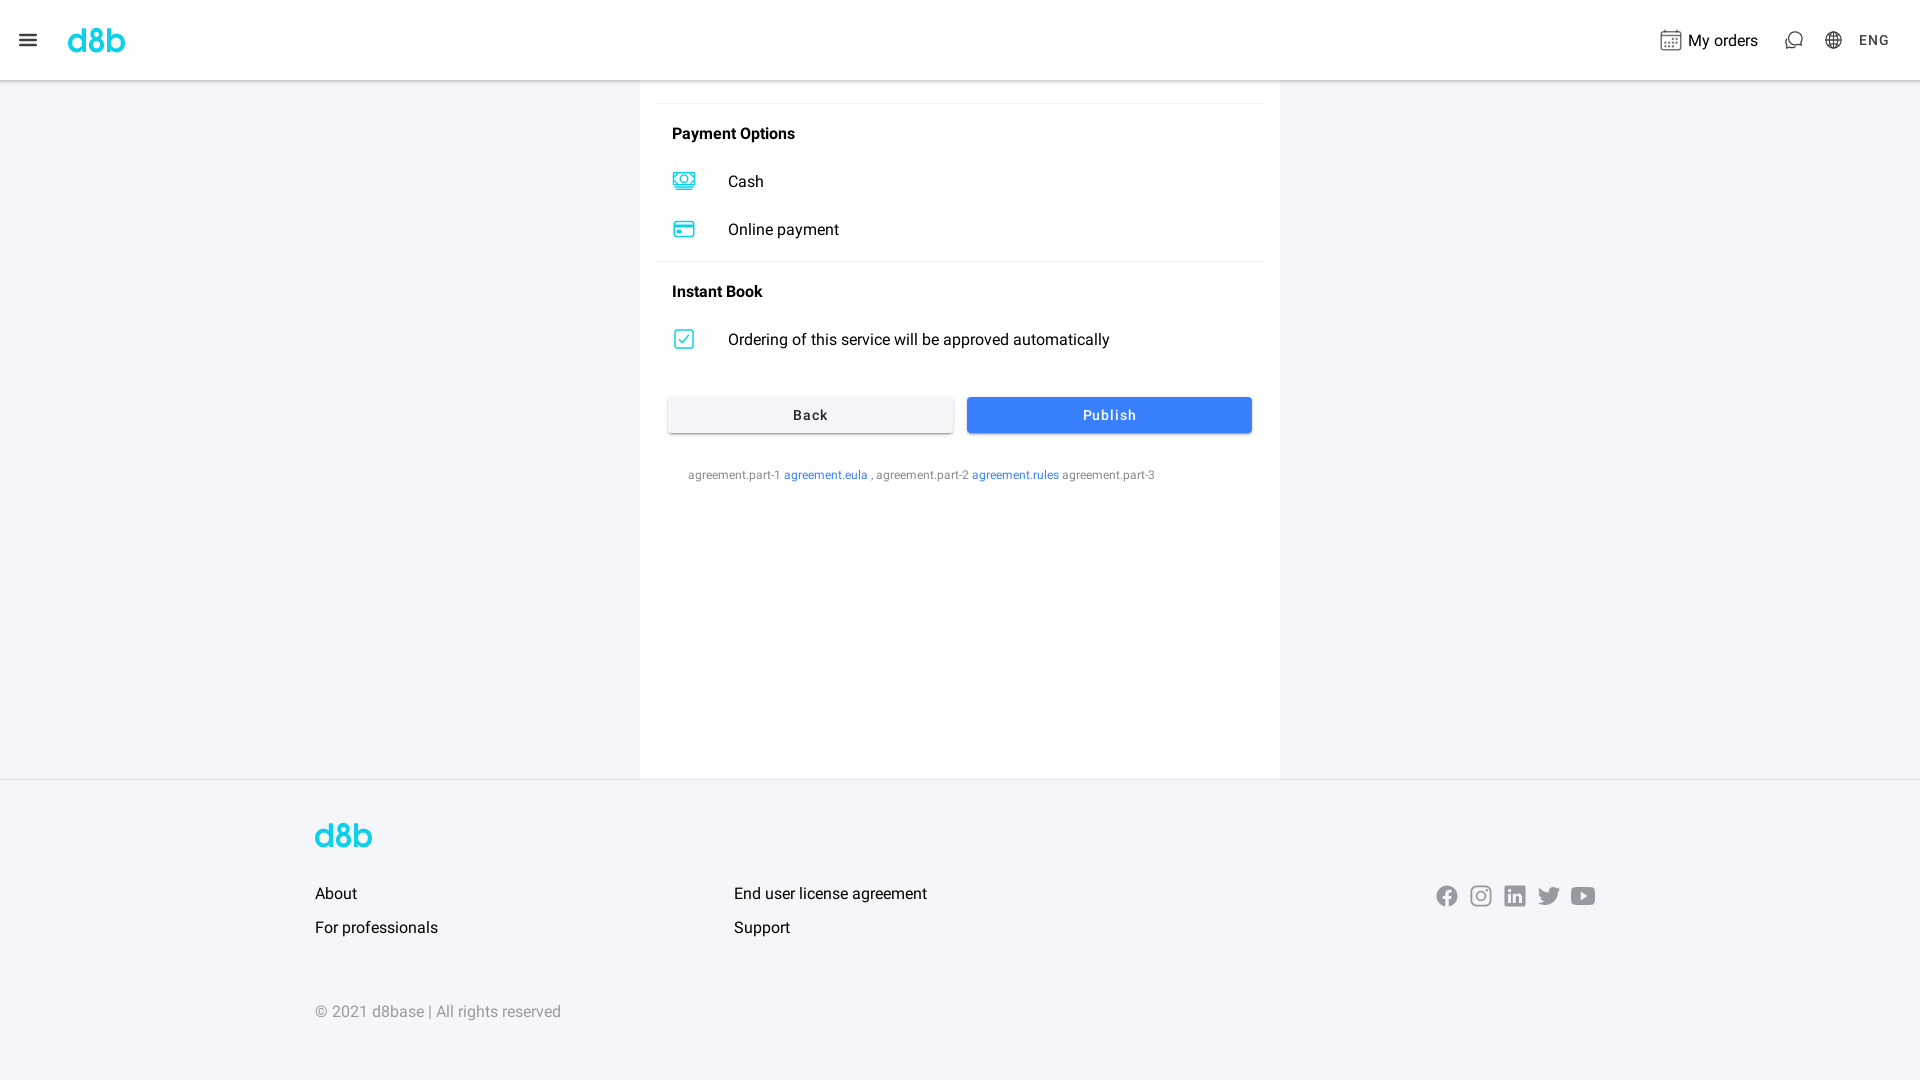 d8b
My orders
ENG
Payment Options
Cash
Online payment
Instant Book
Ordering of this service will be approved automatically
Back
Publish
agreement.part-1 agreement.eula , agreement.part-2 agreement.rules agreement.part-3
d8b
About
End user license agreement
For professionals
Support
© 2021 d8base | All rights reserved